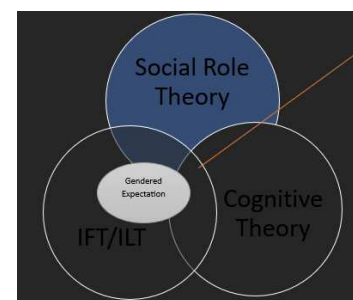 Social Role
Theory
Gendered
Expectation
Cognitive
Theory
IFT/ILT